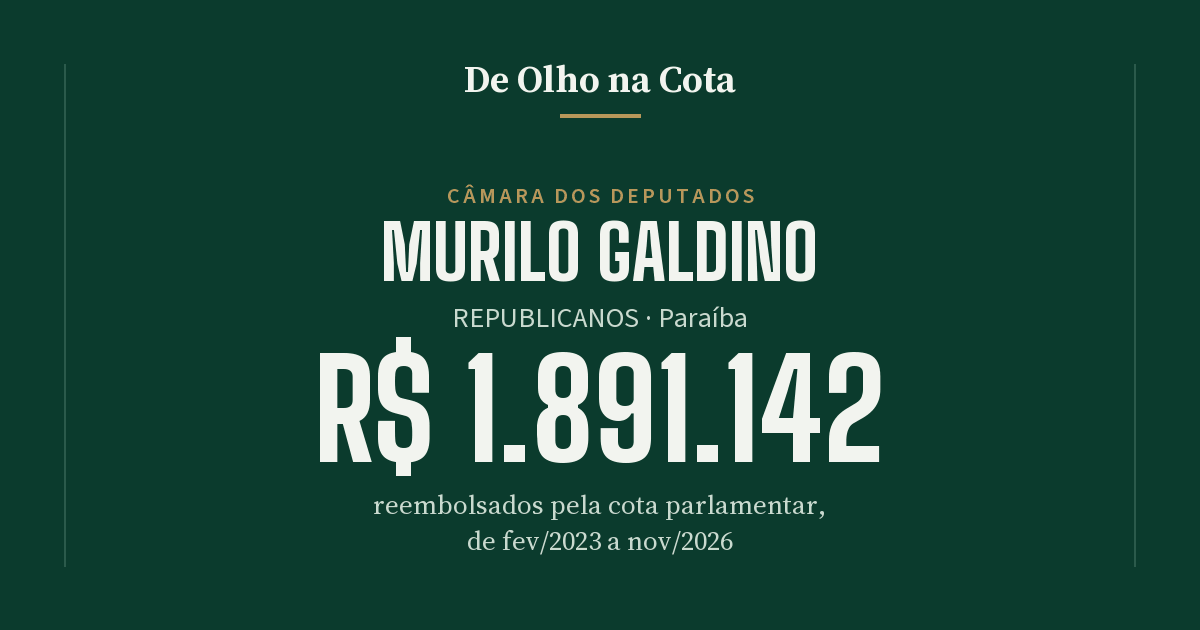 De Olho na Cota
CÂMARA DOS DEPUTADOS
MURILO GALDINO
REPUBLICANOS · Paraíba
R$ 1.891.142
reembolsados pela cota parlamentar,
de fev/2023 a nov/2026